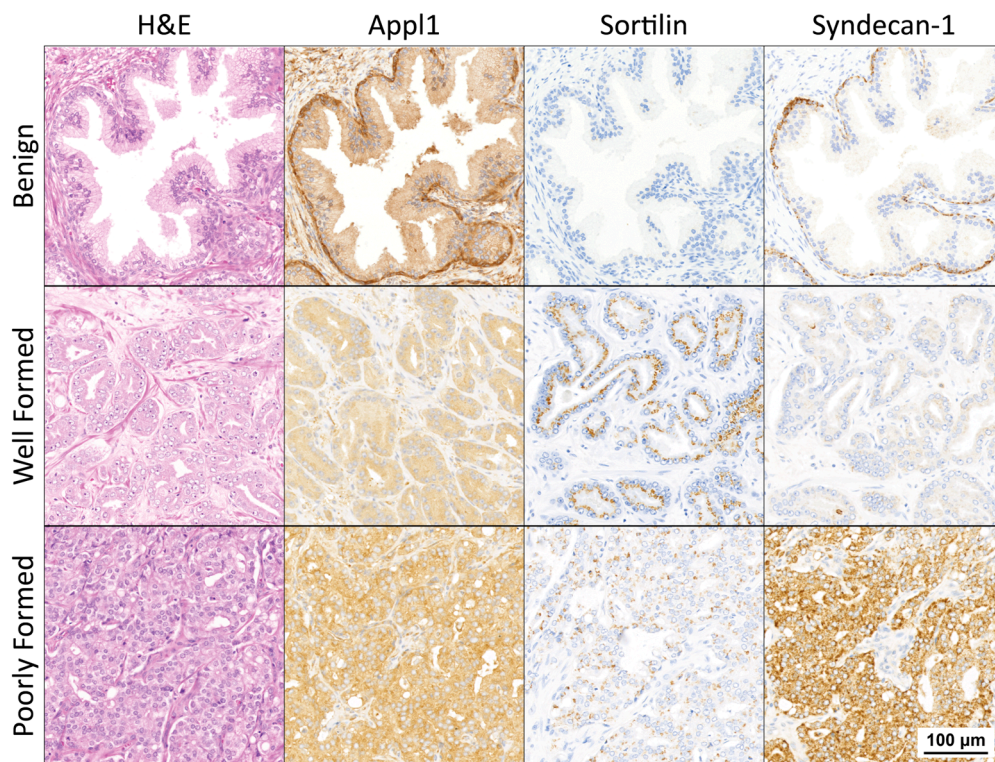 H&E Appl1 Sortilin Syndecan-1
Benign
Well Formed
Poorly Formed
100 µm